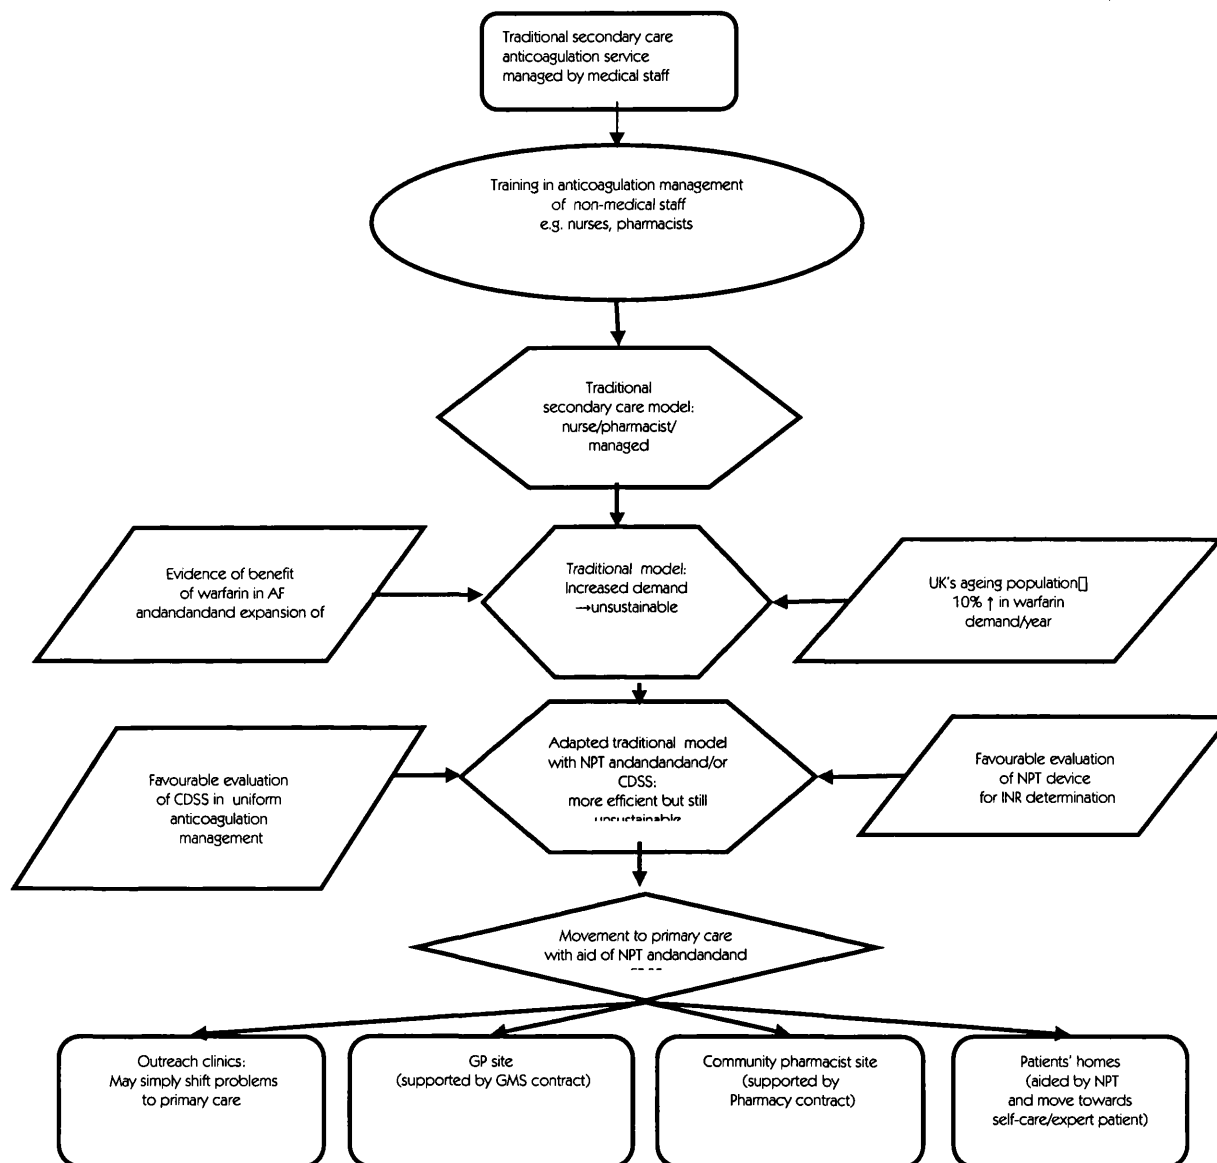 Traditional secondary care
anticoagulation service
managed by medical staff
Training in anticoagulation management
of non-medical staff
e.g. nurses, pharmacists
Traditional
secondary care model:
nurse/pharmacist/
managed
Evidence of benefit
of warfarin in AF
andandandand expansion of
Traditional model:
Increased demand
→unsustainable
UK's ageing population[]
10% ↑ in warfarin
demand/year
Favourable evaluation
of CDSS in uniform
anticoagulation
management
Adapted traditional model
with NPT andandandand/or
CDSS:
more efficient but still
unsustainable
Favourable evaluation
of NPT device
for INR determination
Movement to primary care
with aid of NPT andandandand
Outreach clinics:
May simply shift problems
to primary care
GP site
(supported by GMS contract)
Community pharmacist site
(supported by
Pharmacy contract)
Patients' homes
(aided by NPT
and move towards
self-care/expert patient)